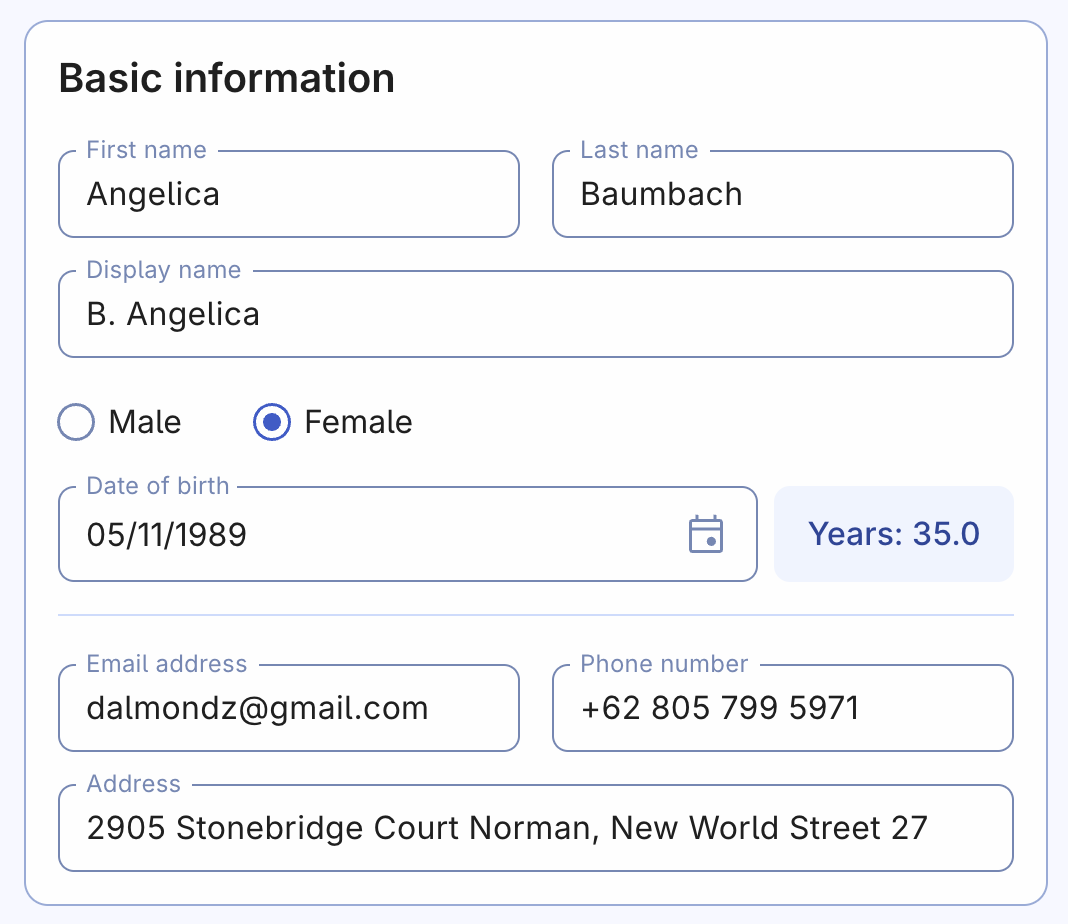 Basic information
First name
Angelica
Last name
Baumbach
Display name
B. Angelica
Male
Female
Date of birth
05/11/1989
Years: 35.0
Email address
dalmondz@gmail.com
Phone number
+62 805 799 5971
Address
2905 Stonebridge Court Norman, New World Street 27